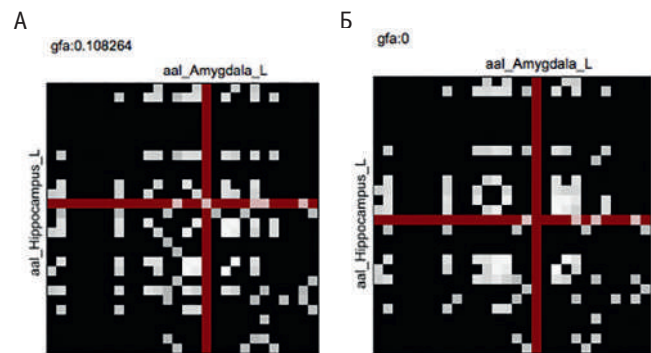 А
gfa:0.108264
aal_Amygdala_L
aal_Hippocampus_L
Б
gfa:0
aal_Amygdala_L
aal_Hippocampus_L